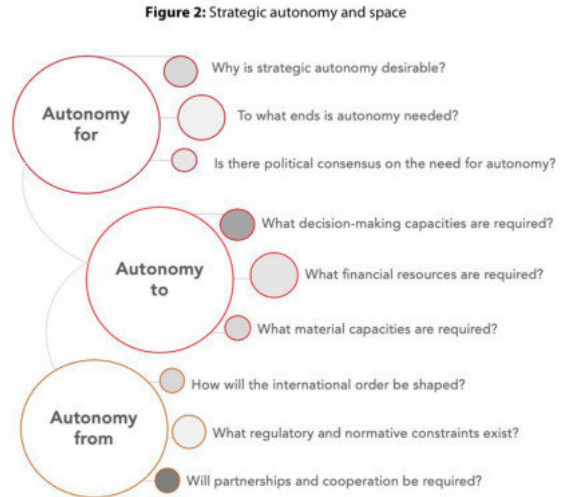 Figure 2: Strategic autonomy and space
Autonomy
for
Why is strategic autonomy desirable?
To what ends is autonomy needed?
Is there political consensus on the need for autonomy?
Autonomy
to
What decision-making capacities are required?
What financial resources are required?
What material capacities are required?
Autonomy
from
How will the international order be shaped?
What regulatory and normative constraints exist?
Will partnerships and cooperation be required?